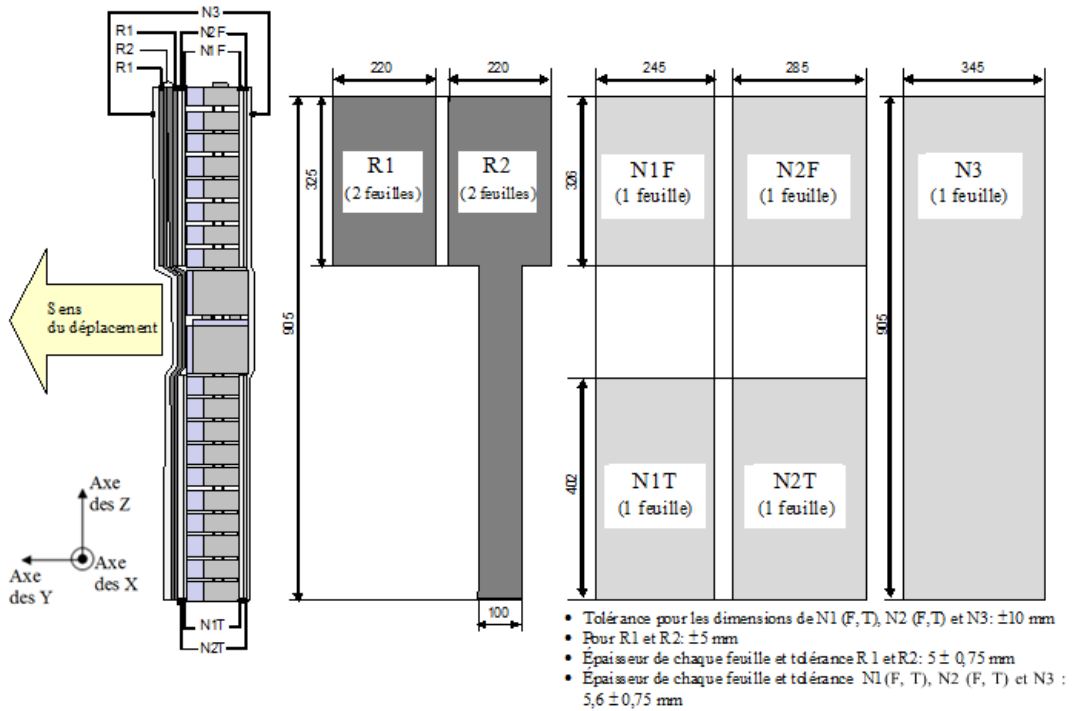 N3
R1
N2F
R2
N1F
R1
220
220
245
285
345
325
R1
(2 feuilles)
R2
(2 feuilles)
326
N1F
(1 feuille)
N2F
(1 feuille)
N3
(1 feuille)
Sens
du déplacement
905
905
402
N1T
(1 feuille)
N2T
(1 feuille)
Axe
des Z
Axe
des Y
Axe
des X
100
N1T
N2T
• Tolérance pour les dimensions de N1 (F,T), N2 (F,T) et N3: ±10 mm
• Pour R1 et R2: ±5 mm
• Épaisseur de chaque feuille et tolérance R1 et R2: 5 ± 0,75 mm
• Épaisseur de chaque feuille et tolérance N1(F, T), N2 (F, T) et N3 :
5,6 ± 0,75 mm